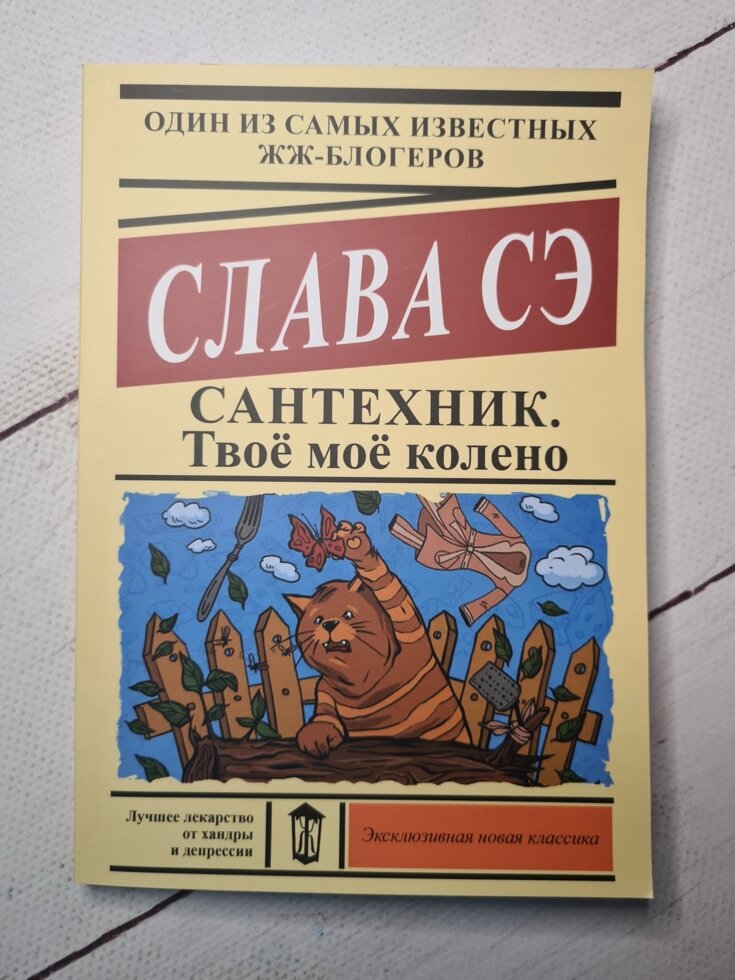 ОДИН ИЗ САМЫХ ИЗВЕСТНЫХ
ЖЖ-БЛОГЕРОВ
СЛАВА СЭ
САНТЕХНИК.
Твоё моё колено
Лучшее лекарство
от хандры
и депрессии
Ж
Эксклюзивная новая классика